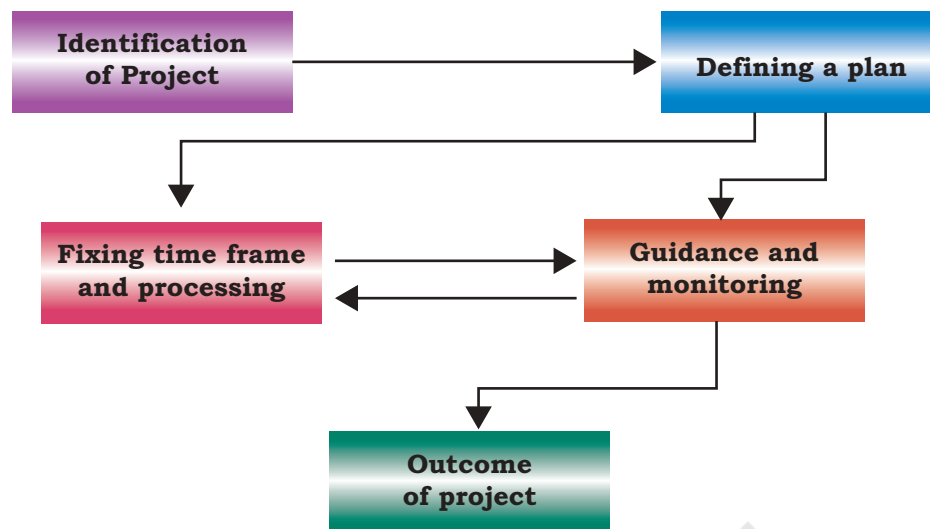 Identification
of Project
Defining a plan
Fixing time frame
and processing
Guidance and
monitoring
Outcome
of project